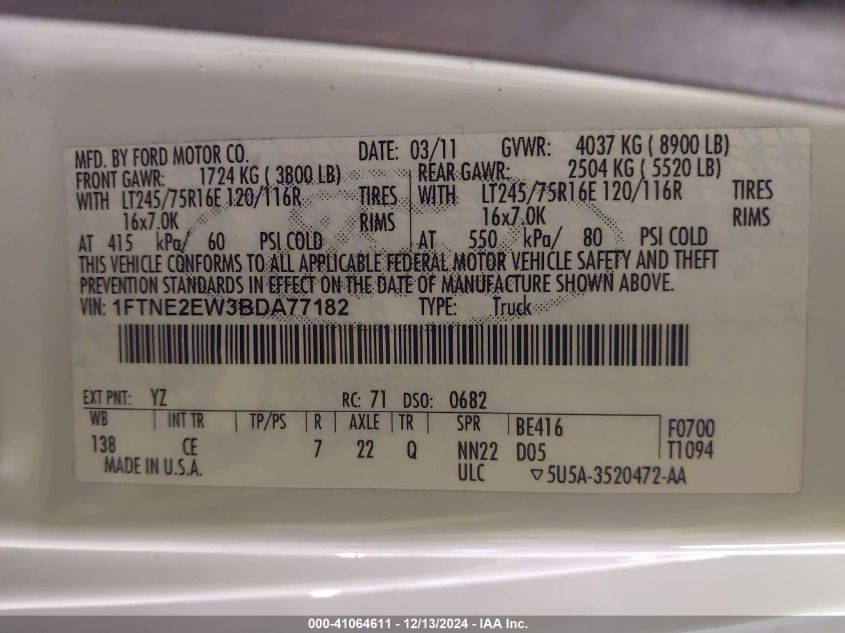 MFD. BY FORD MOTOR CO. DATE: 03/11 GVWR: 4037 KG ( 8900 LB)
FRONT GAWR: 1724 KG ( 3800 LB) REAR GAWR: 2504 KG ( 5520 LB)
WITH LT245/75R16E 120/116R TIRES WITH LT245/75R16E 120/116R TIRES
16x7.0K RIMS 16x7.0K RIMS
AT 415 kPa/ 60 PSI COLD AT 550 kPa/ 80 PSI COLD
THIS VEHICLE CONFORMS TO ALL APPLICABLE FEDERAL MOTOR VEHICLE SAFETY AND THEFT
PREVENTION STANDARDS IN EFFECT ON THE DATE OF MANUFACTURE SHOWN ABOVE.
VIN: 1FTNE2EW3BDA77182 TYPE: Truck
EXT PNT: YZ RC: 71 DSO: 0682
WB INT TR TP/PS R AXLE TR SPR BE416 F0700
138 CE 7 22 Q NN22 D05 T1094
MADE IN U.S.A. ULC ▽5U5A-3520472-AA
000-41064611 - 12/13/2024 - IAA Inc.